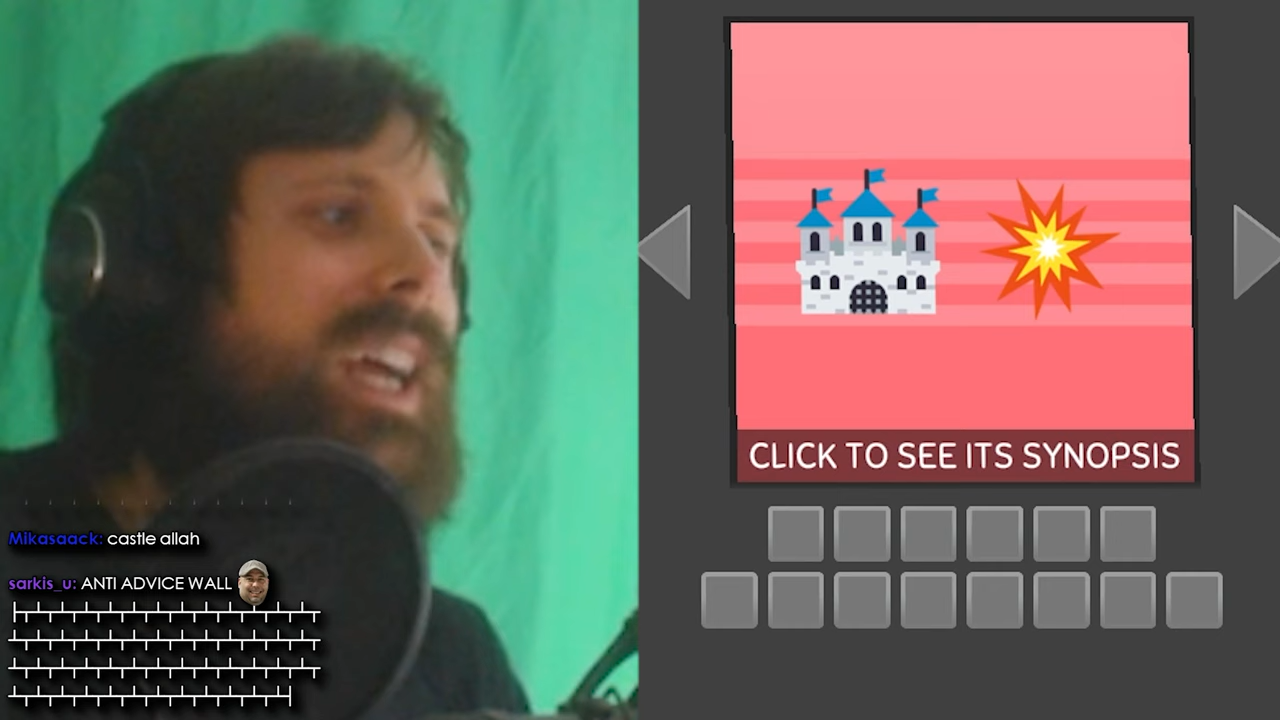 CLICK TO SEE ITS SYNOPSIS
Mikasaack: castle allah
sarkis_u: ANTI ADVICE WALL